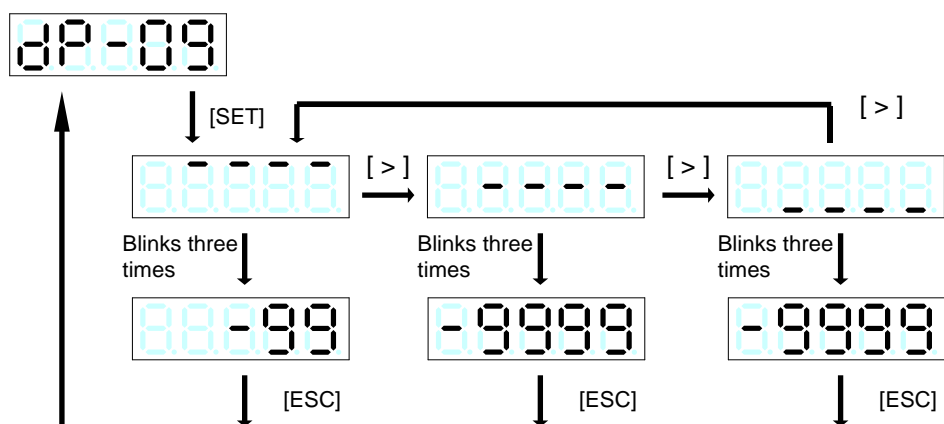 dP-09
[SET]
[ > ]
- - - -
[ > ]
- - - -
[ > ]
- - - -
Blinks three
times
Blinks three
times
Blinks three
times
-99
-9999
-9999
[ESC]
[ESC]
[ESC]